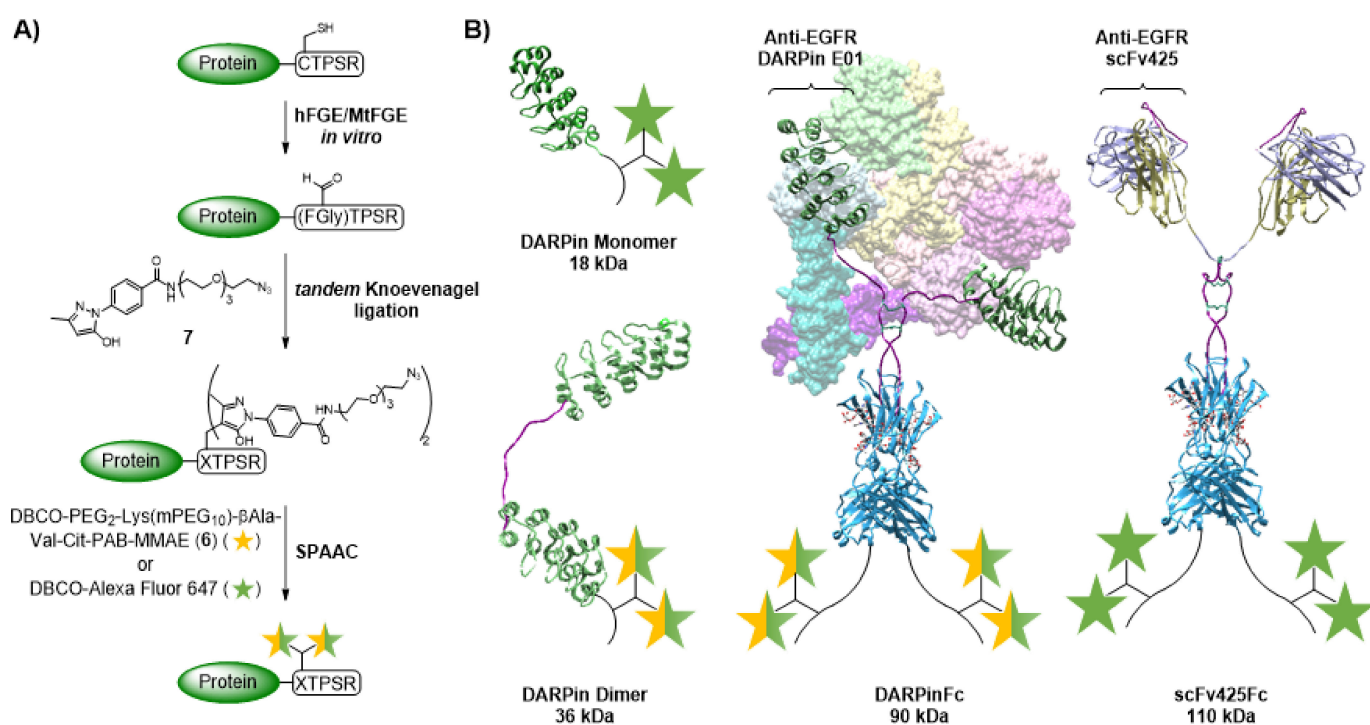 A)
SH
Protein
CTPSR
hFGE/MtFGE
in vitro
H
O
Protein
(FGly)TPSR
O
N
H
O
3
N3
N
N
OH
7
tandem Knoevenagel
ligation
N3
O
3
N
N
N
H
OH
O
2
Protein
XTPSR
DBCO-PEG2-Lys(mPEG10)-βAla-
Val-Cit-PAB-MMAE (6) ( )
or
DBCO-Alexa Fluor 647 ( )
SPAAC
Protein
XTPSR
B)
DARPin Monomer
18 kDa
DARPin Dimer
36 kDa
Anti-EGFR
DARPin E01
DARPinFc
90 kDa
Anti-EGFR
scFv425
scFv425Fc
110 kDa